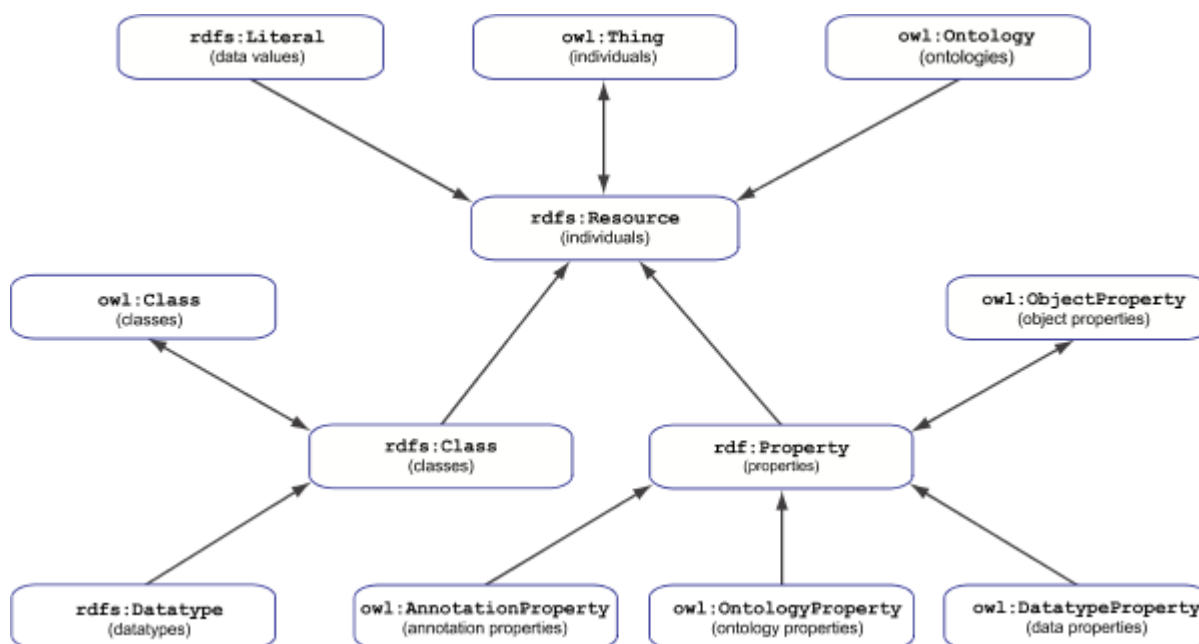 rdfs:Literal
(data values)
owl:Thing
(individuals)
owl:Ontology
(ontologies)
rdfs:Resource
(individuals)
owl:Class
(classes)
owl:ObjectProperty
(object properties)
rdfs:Class
(classes)
rdf:Property
(properties)
rdfs:Datatype
(datatypes)
owl:AnnotationProperty
(annotation properties)
owl:OntologyProperty
(ontology properties)
owl:DatatypeProperty
(data properties)